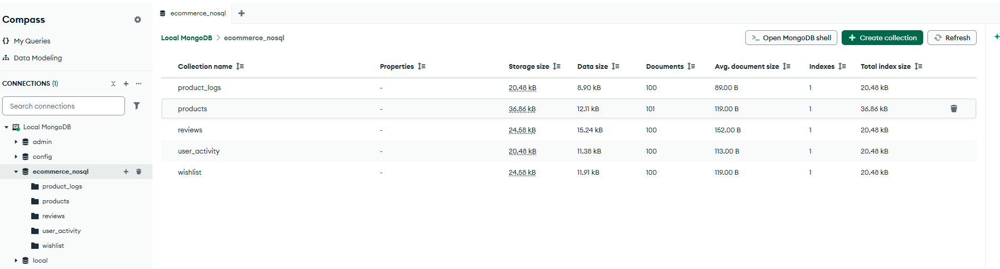 Compass
My Queries
Data Modeling
CONNECTIONS (1)
Search connections
Local MongoDB
admin
config
ecommerce_nosql
product_logs
products
reviews
user_activity
wishlist
local
ecommerce_nosql
Local MongoDB > ecommerce_nosql
>_ Open MongoDB shell
+ Create collection
Refresh
Collection name Properties Storage size Data size Documents Avg. document size Indexes Total index size
product_logs - 20.48 kB 8.90 kB 100 89.00 B 1 20.48 kB
products - 36.86 kB 12.11 kB 101 119.00 B 1 36.86 kB
reviews - 24.58 kB 15.24 kB 100 152.00 B 1 20.48 kB
user_activity - 20.48 kB 11.38 kB 100 113.00 B 1 20.48 kB
wishlist - 24.58 kB 11.91 kB 100 119.00 B 1 20.48 kB